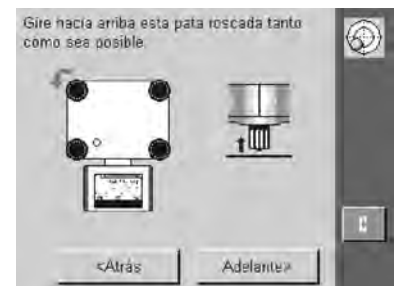 Gire hacia arriba esta pata roscada tanto
como sea posible.
<Atrás
Adelante>